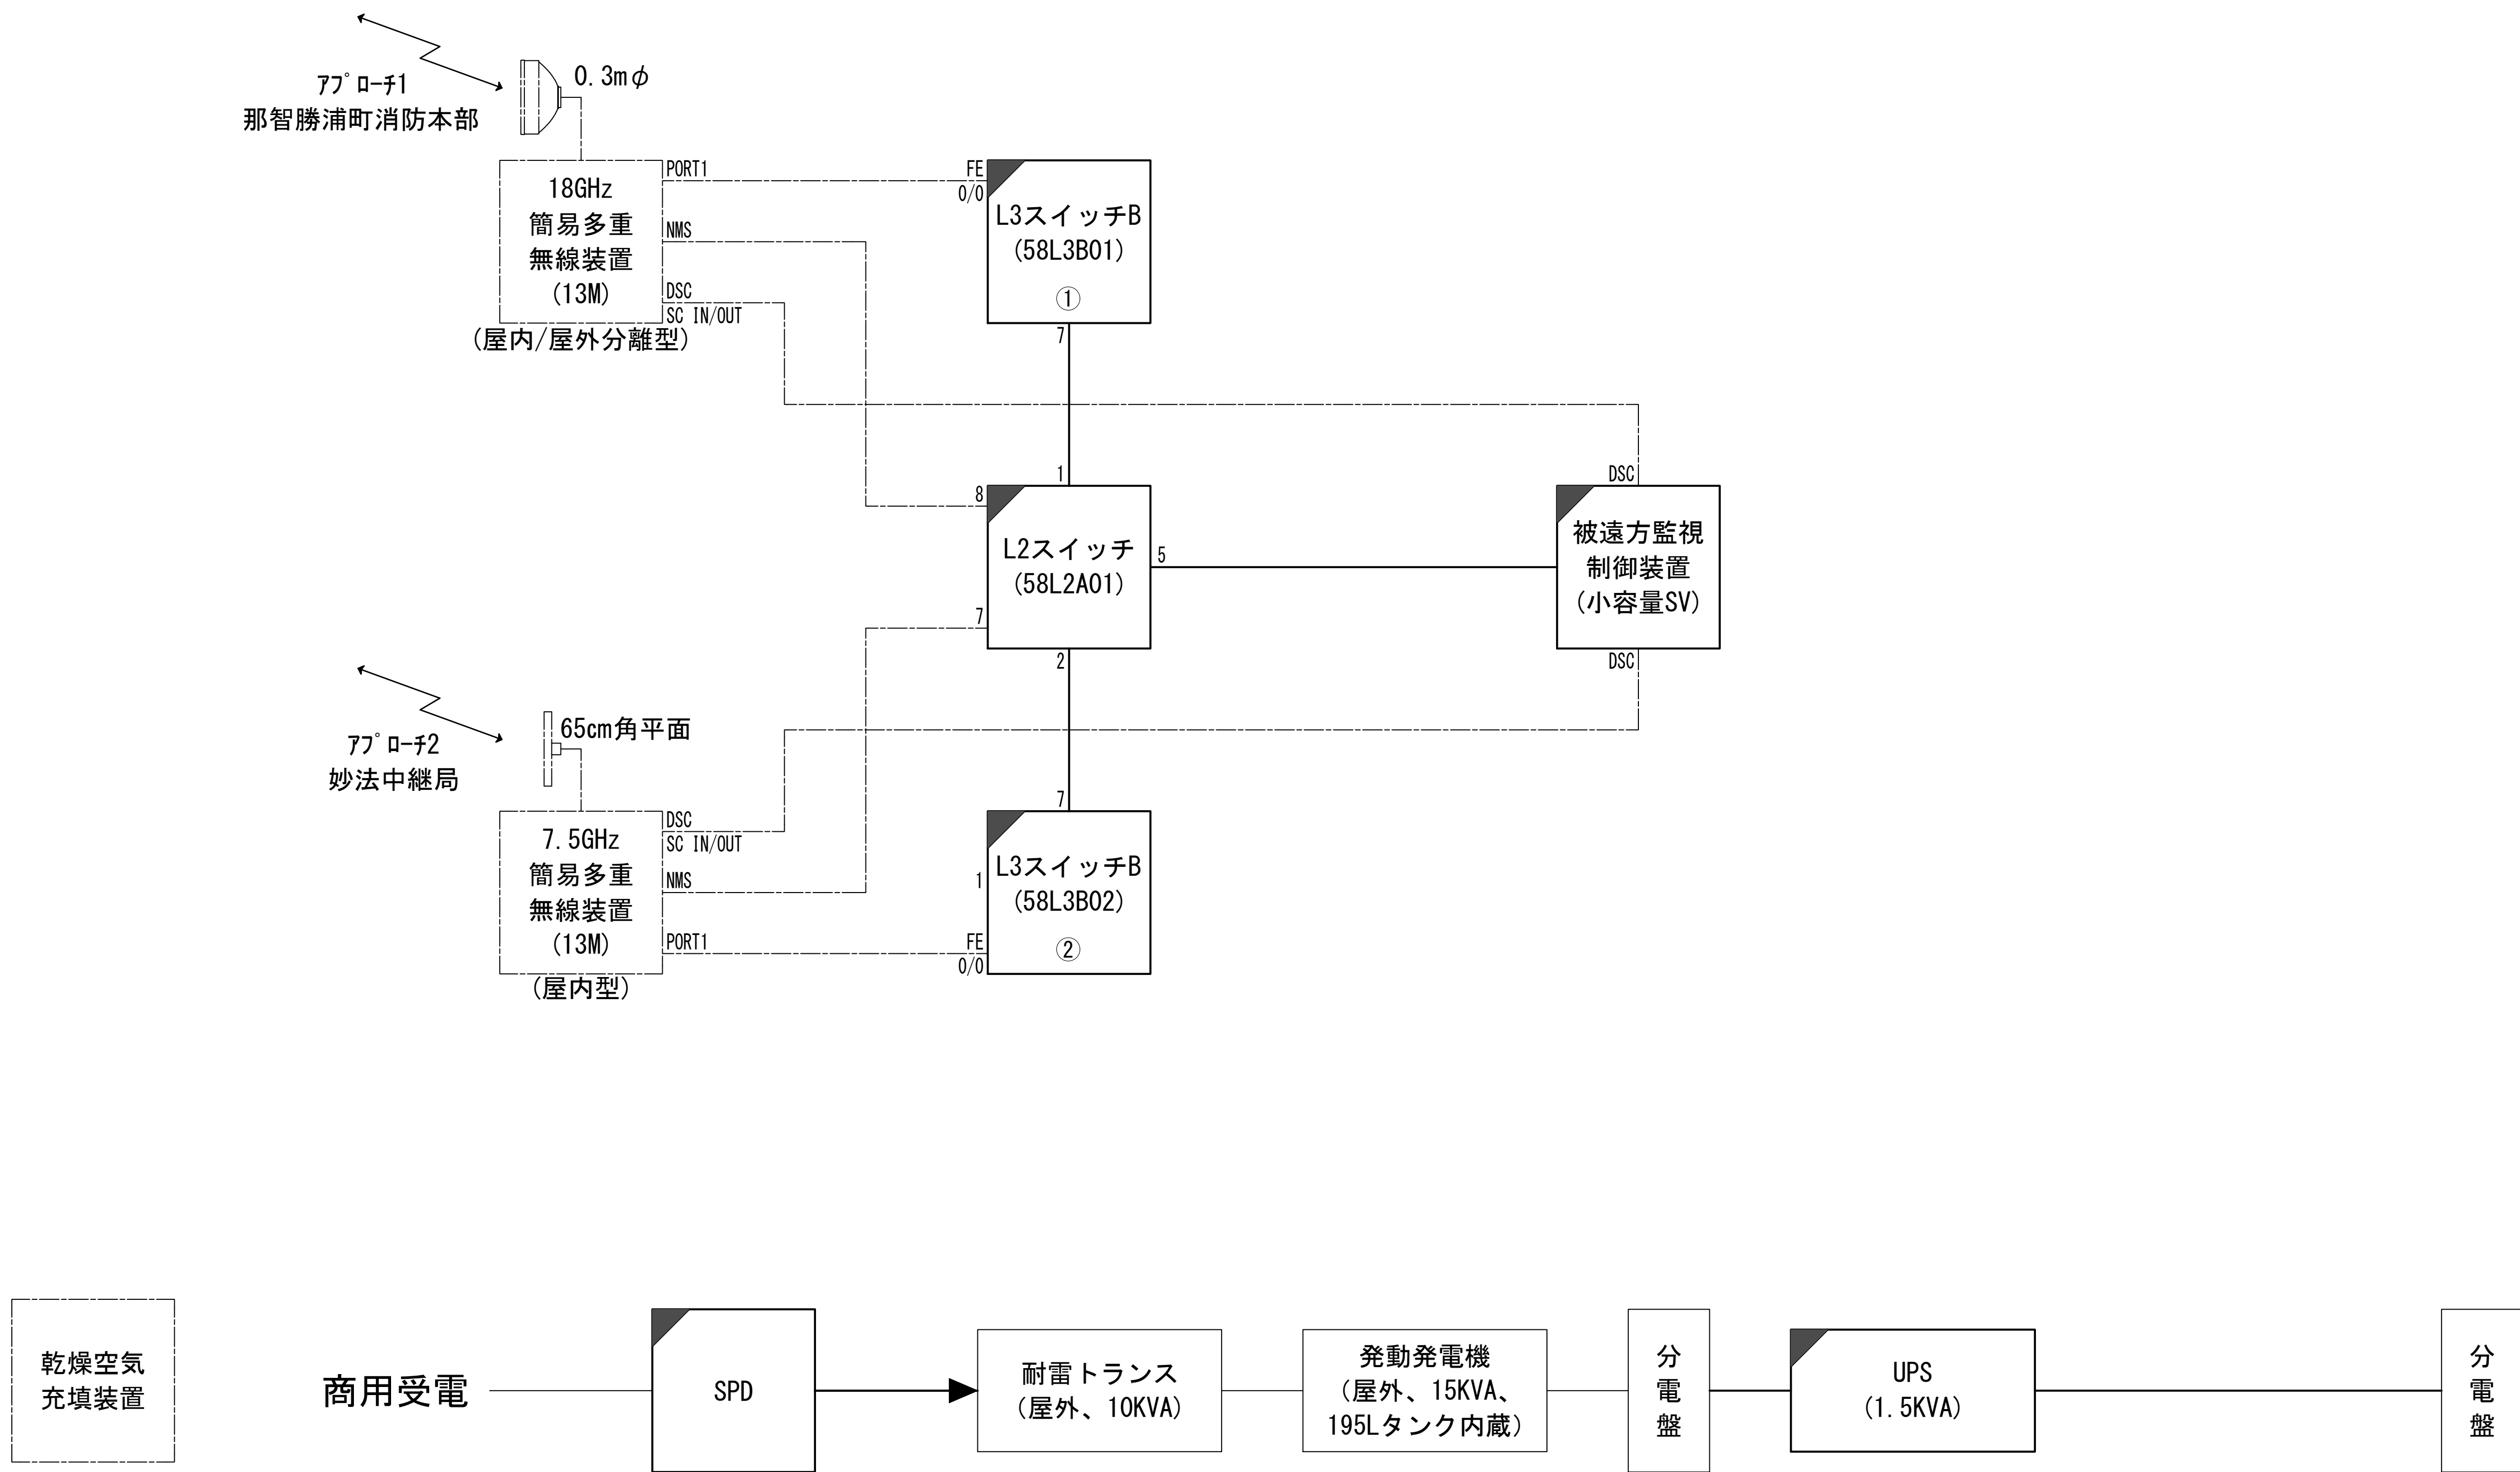 ｱﾌﾟﾛｰﾁ1
那智勝浦町消防本部
0.3mφ
18GHz
簡易多重
無線装置
(13M)
(屋内/屋外分離型)
PORT1
NMS
DSC
SC IN/OUT
FE
0/0
L3スイッチB
(58L3B01)
①
7
1
8
L2スイッチ
(58L2A01)
5
7
2
DSC
被遠方監視
制御装置
(小容量SV)
DSC
ｱﾌﾟﾛｰﾁ2
妙法中継局
65cm角平面
7.5GHz
簡易多重
無線装置
(13M)
(屋内型)
DSC
SC IN/OUT
NMS
PORT1
7
1
FE
0/0
L3スイッチB
(58L3B02)
②
乾燥空気
充填装置
商用受電
SPD
耐雷トランス
(屋外、10KVA)
発動発電機
(屋外、15KVA、
195Lタンク内蔵)
分
電
盤
UPS
(1.5KVA)
分
電
盤